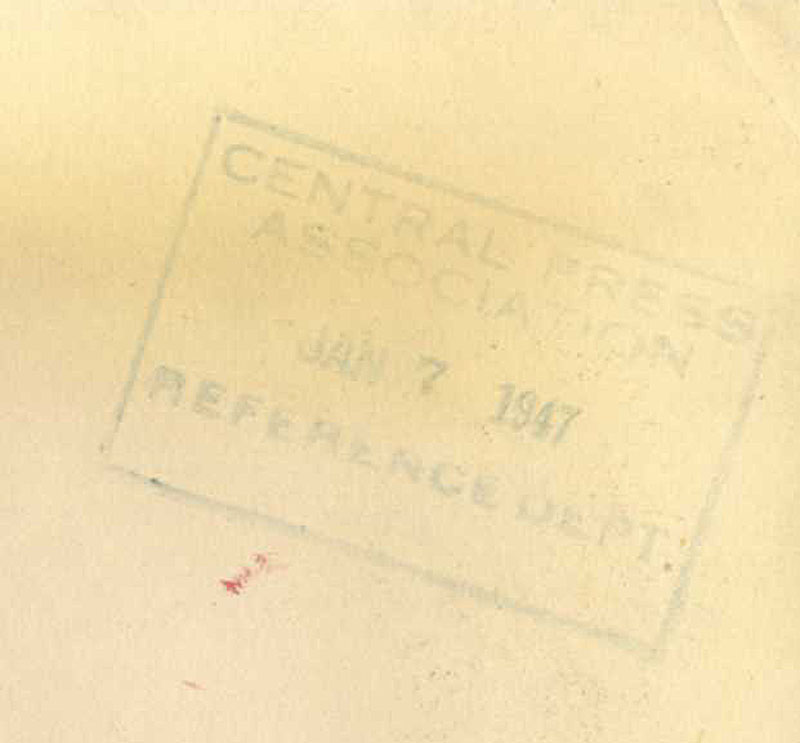 CENTRAL PRESS
ASSOCIATION
JAN 7 1947
REFERENCE DEPT.